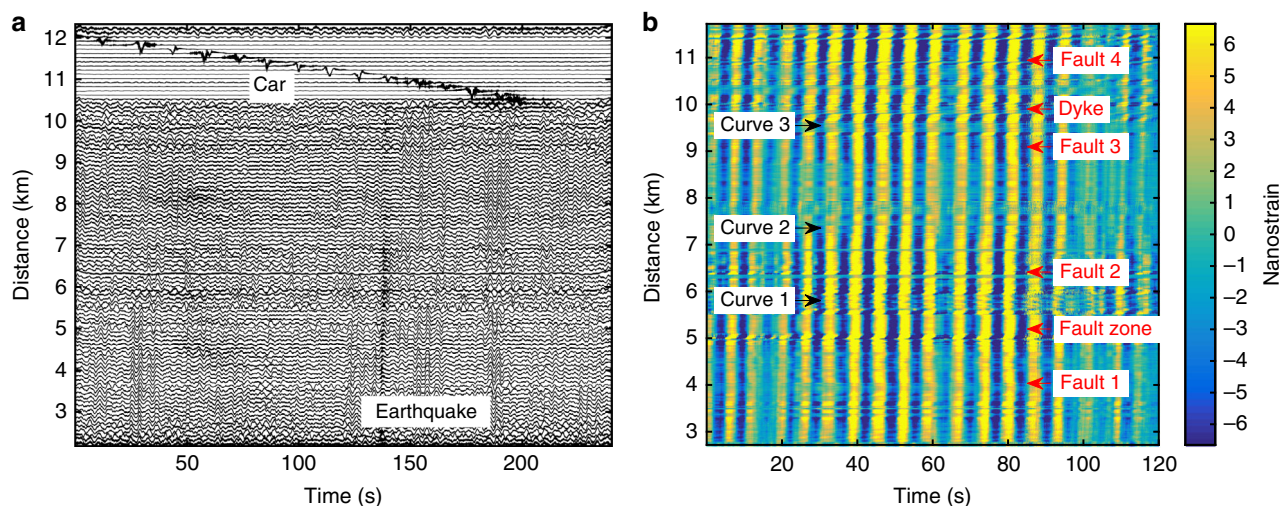 a
12
11
10
9
8
7
6
5
4
3
Distance (km)
Car
Earthquake
50
100
150
200
Time (s)
b
11
10
9
8
7
6
5
4
3
Distance (km)
Curve 3
Curve 2
Curve 1
Fault 4
Dyke
Fault 3
Fault 2
Fault zone
Fault 1
20
40
60
80
100
120
Time (s)
6
5
4
3
2
1
0
−1
−2
−3
−4
−5
−6
Nanostrain